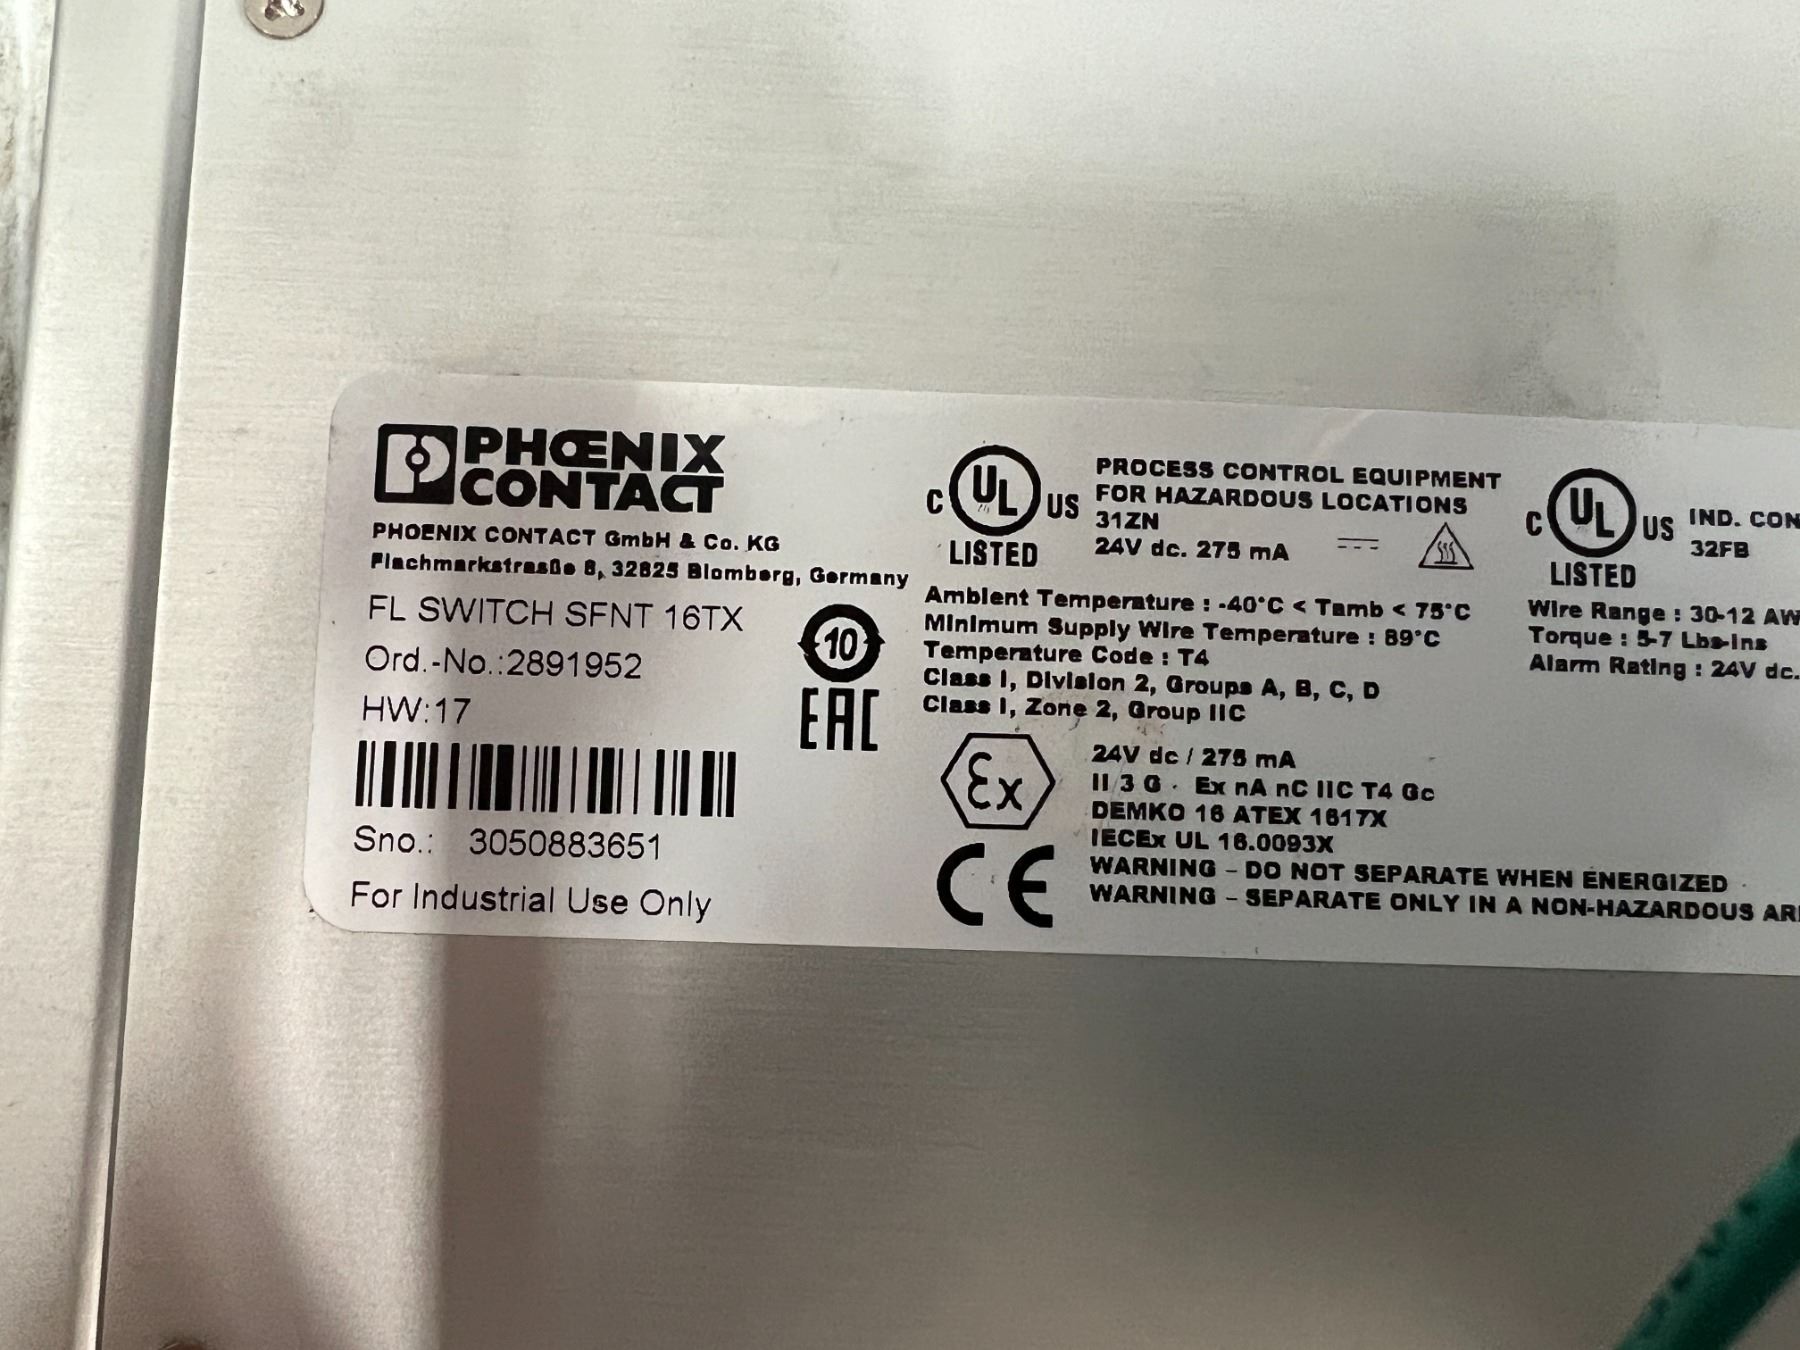 PHŒNIX
CONTACT
PHOENIX CONTACT GmbH & Co. KG
Flachmarkstraße 8, 32825 Blomberg, Germany
FL SWITCH SFNT 16TX
Ord.-No.:2891952
HW:17
Sno.: 3050883651
For Industrial Use Only
10
EAC
C UL US
LISTED
PROCESS CONTROL EQUIPMENT
FOR HAZARDOUS LOCATIONS
31ZN
24V dc. 275 mA
Ambient Temperature : -40°C < Tamb < 75°C
Minimum Supply Wire Temperature : 89°C
Temperature Code : T4
Class I, Division 2, Groups A, B, C, D
Class I, Zone 2, Group IIC
Ex
24V dc / 275 mA
II 3 G · Ex nA nC IIC T4 Gc
DEMKO 16 ATEX 1617X
IECEx UL 16.0093X
CE
WARNING – DO NOT SEPARATE WHEN ENERGIZED
WARNING – SEPARATE ONLY IN A NON-HAZARDOUS
C UL US
LISTED
IND. CON
32FB
Wire Range : 30-12 AW
Torque : 5-7 Lbs-Ins
Alarm Rating : 24V dc.